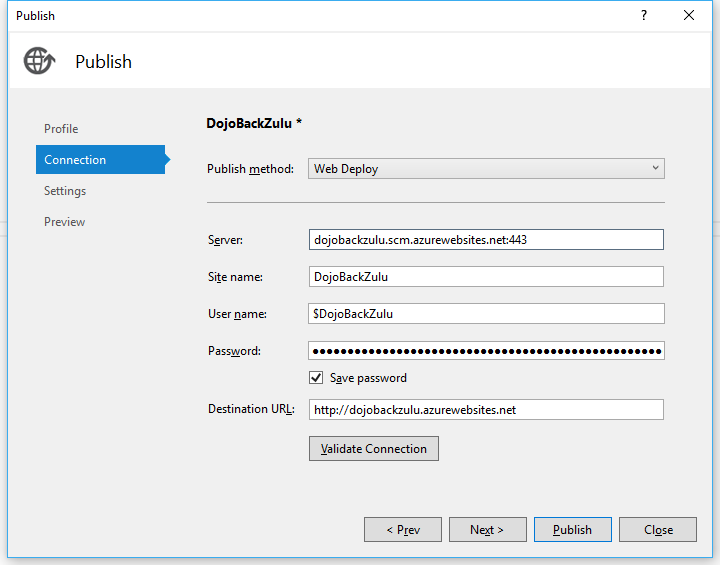 Publish
?
Publish
Profile
Connection
Settings
Preview
DojoBackZulu *
Publish method: Web Deploy
Server: dojobackzulu.scm.azurewebsites.net:443
Site name: DojoBackZulu
User name: $DojoBackZulu
Password: ●●●●●●●●●●●●●●●●●●●●●●●●●●●●●●●●●●●●●●●●●●●●●●●●●●
Save password
Destination URL: http://dojobackzulu.azurewebsites.net
Validate Connection
< Prev Next > Publish Close